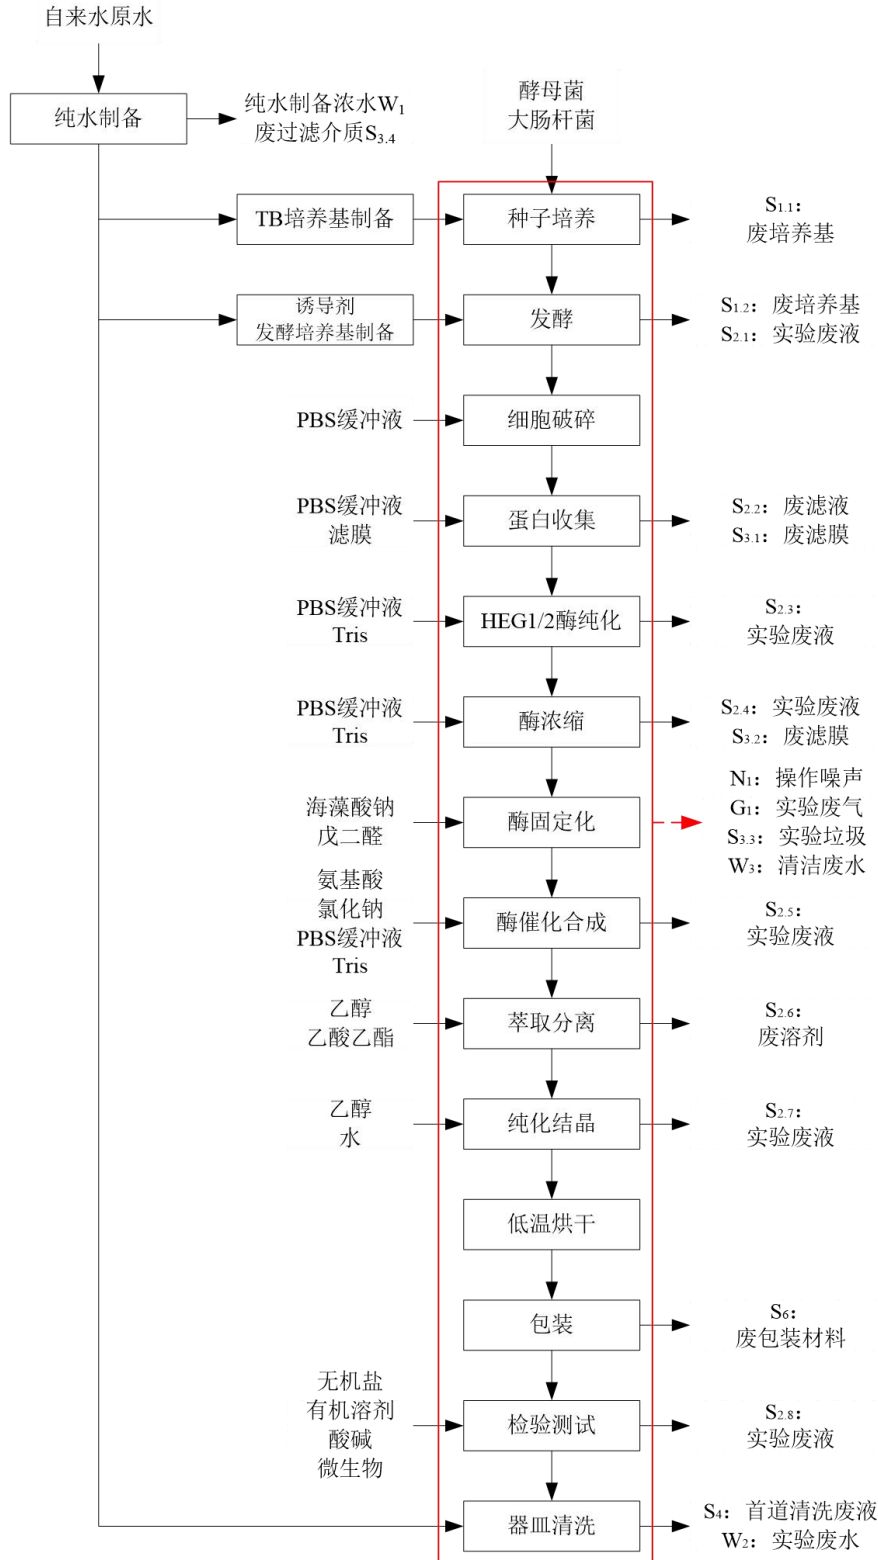 自来水原水
纯水制备
纯水制备浓水W1
废过滤介质S3.4
酵母菌
大肠杆菌
TB培养基制备
种子培养
S1.1：
废培养基
诱导剂
发酵培养基制备
发酵
S1.2：废培养基
S2.1：实验废液
PBS缓冲液
细胞破碎
PBS缓冲液
滤膜
蛋白收集
S2.2：废滤液
S3.1：废滤膜
PBS缓冲液
Tris
HEG1/2酶纯化
S2.3：
实验废液
PBS缓冲液
Tris
酶浓缩
S2.4：实验废液
S3.2：废滤膜
海藻酸钠
戊二醛
酶固定化
N1：操作噪声
G1：实验废气
S3.3：实验垃圾
W3：清洁废水
氨基酸
氯化钠
PBS缓冲液
Tris
酶催化合成
S2.5：
实验废液
乙醇
乙酸乙酯
萃取分离
S2.6：
废溶剂
乙醇
水
纯化结晶
S2.7：
实验废液
低温烘干
包装
S6：
废包装材料
无机盐
有机溶剂
酸碱
微生物
检验测试
S2.8：
实验废液
器皿清洗
S4：首道清洗废液
W2：实验废水